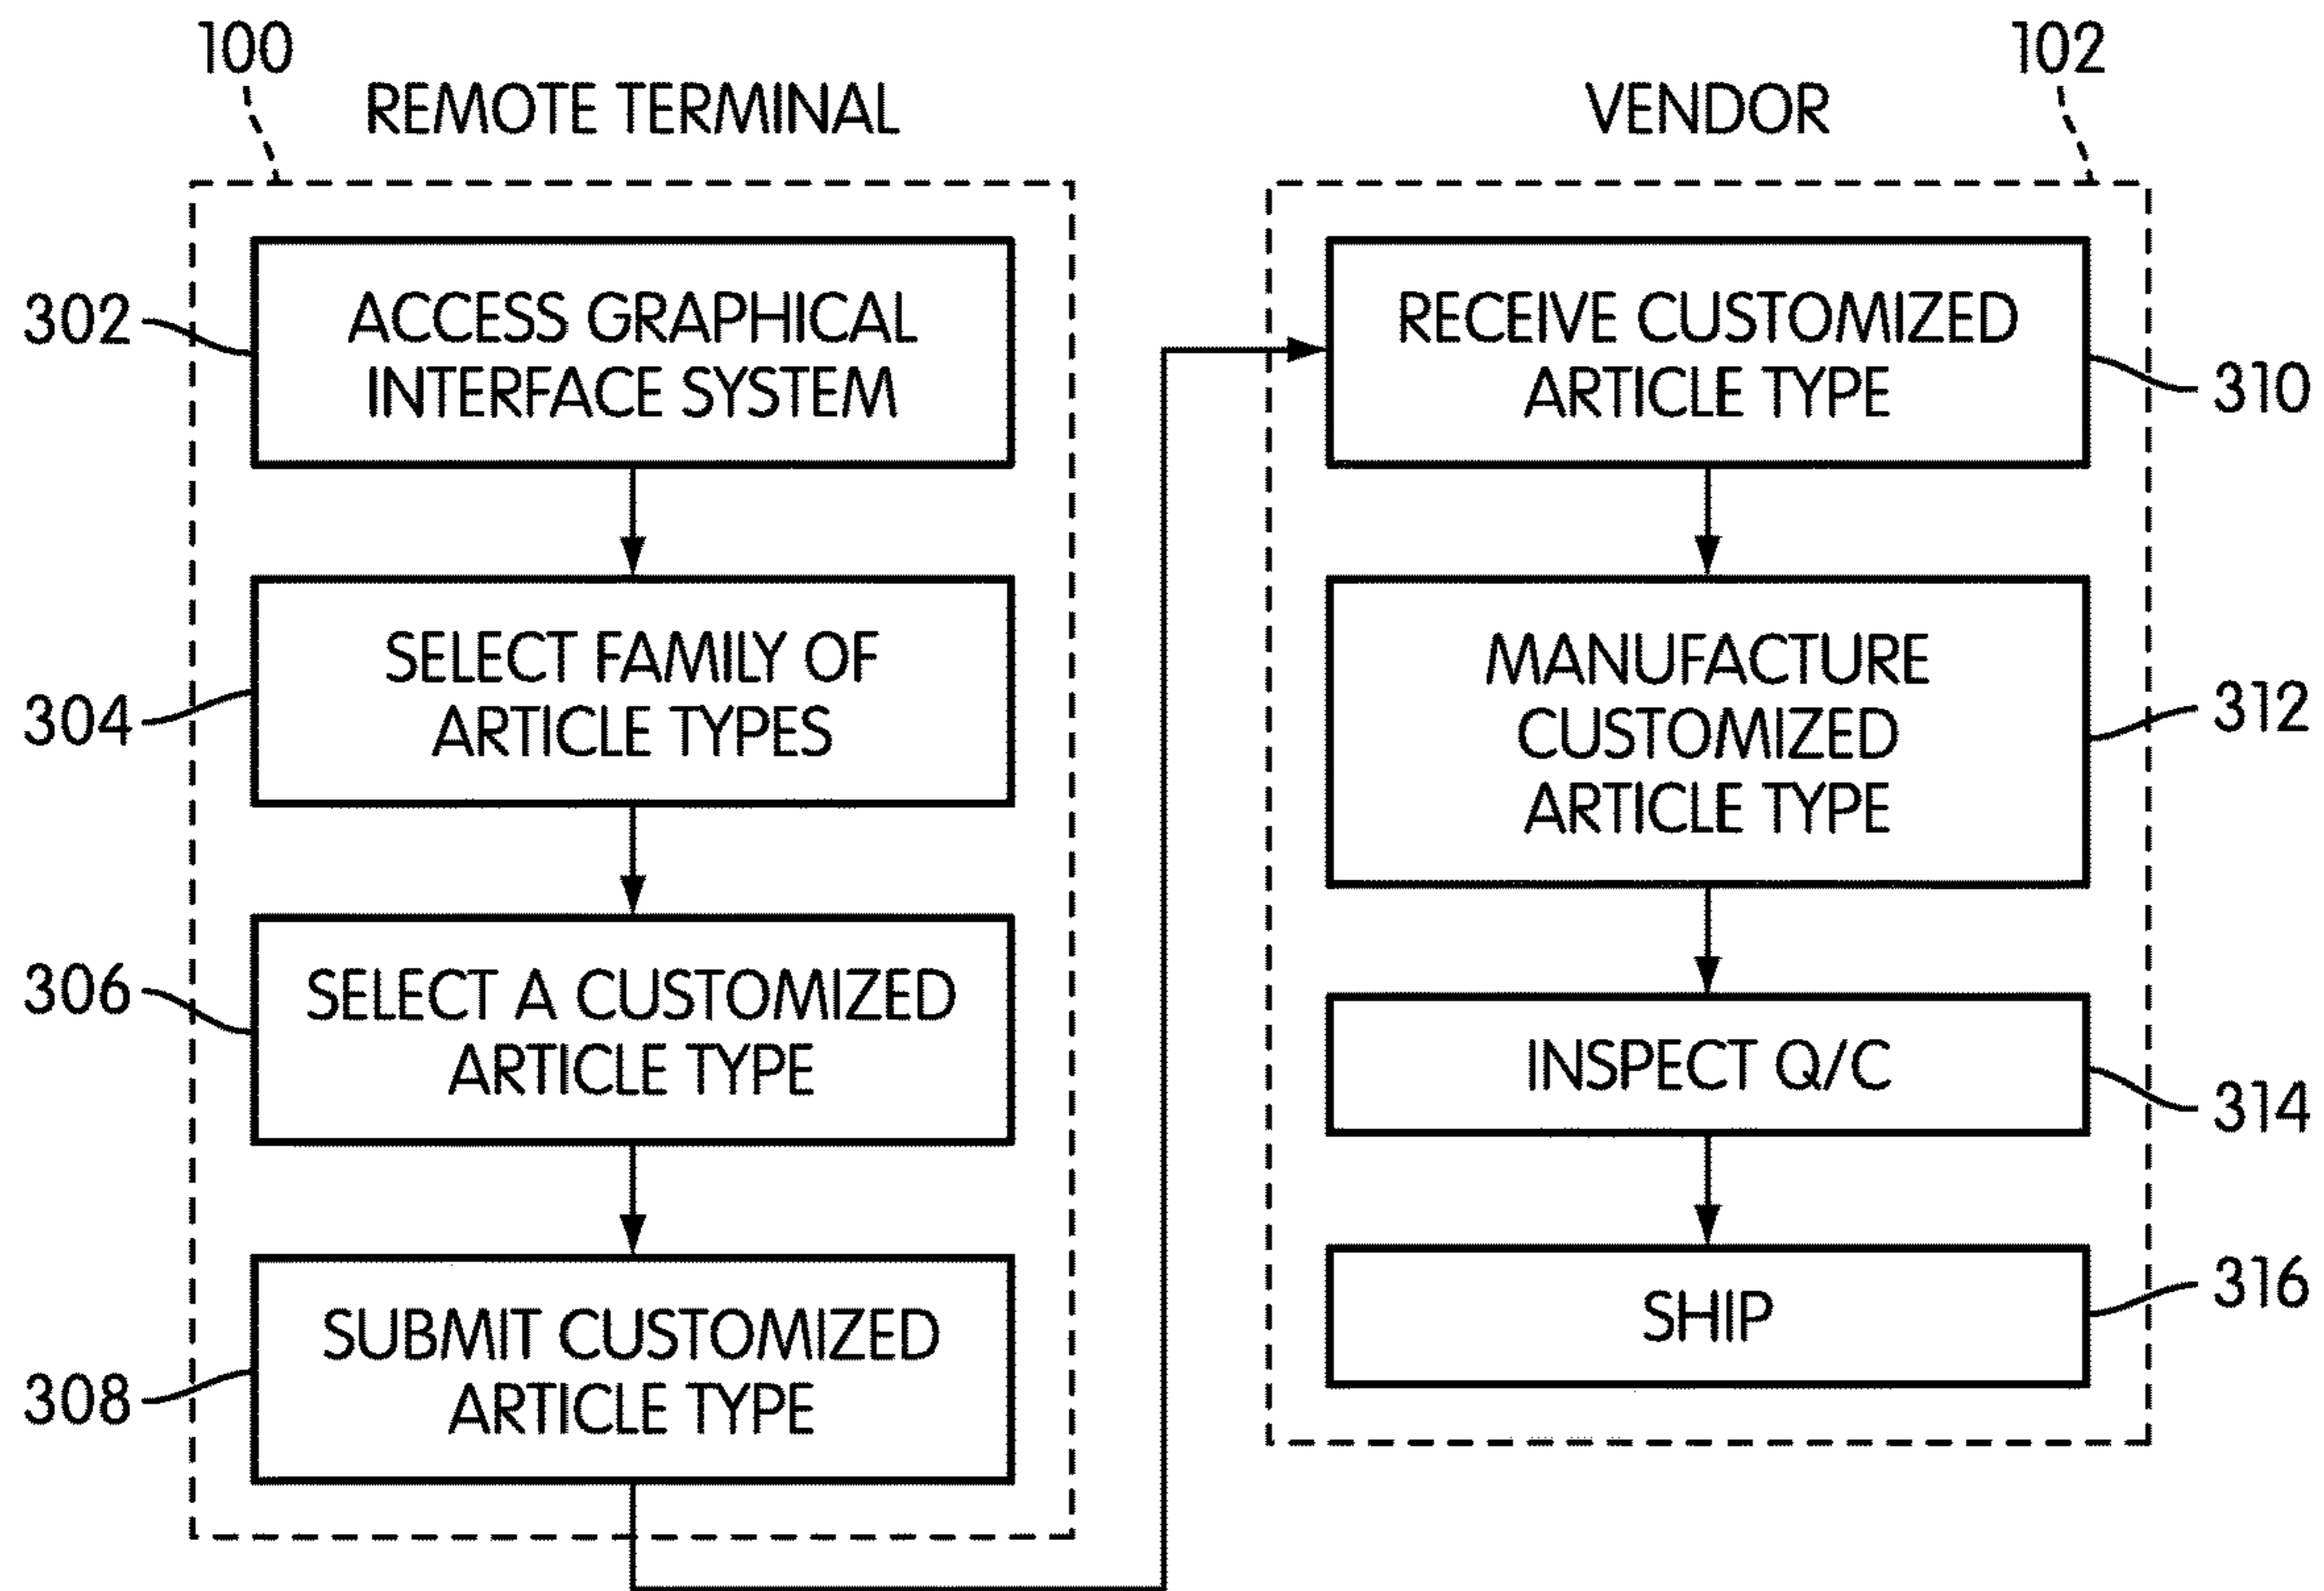 100
REMOTE TERMINAL
302
ACCESS GRAPHICAL
INTERFACE SYSTEM
304
SELECT FAMILY OF
ARTICLE TYPES
306
SELECT A CUSTOMIZED
ARTICLE TYPE
308
SUBMIT CUSTOMIZED
ARTICLE TYPE
102
VENDOR
RECEIVE CUSTOMIZED
ARTICLE TYPE
310
MANUFACTURE
CUSTOMIZED
ARTICLE TYPE
312
INSPECT Q/C
314
SHIP
316